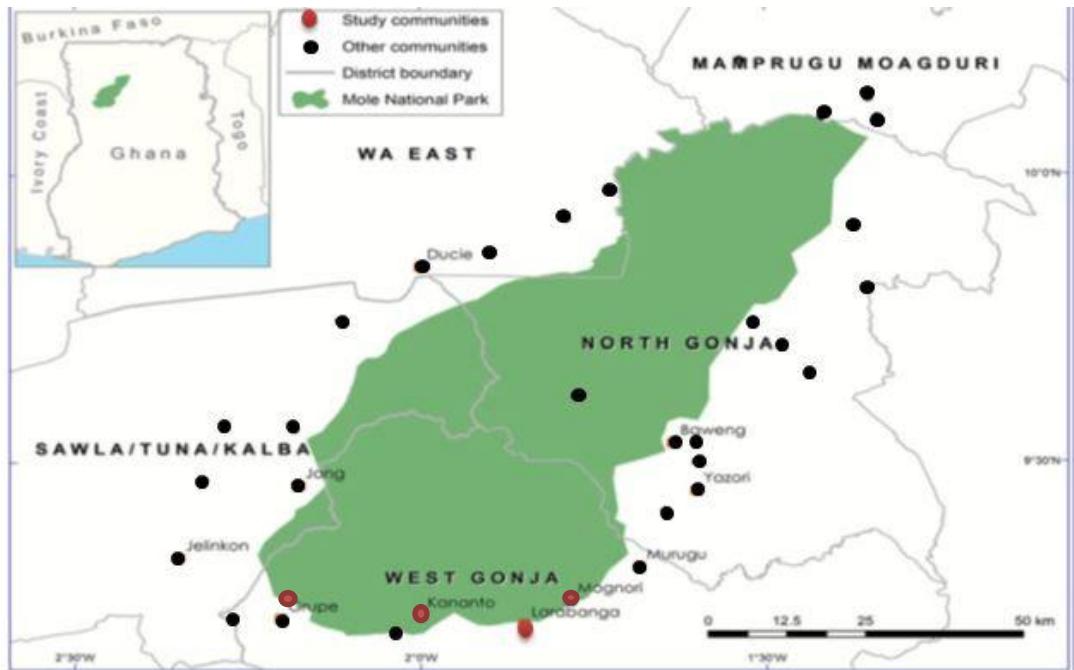 Burkina Faso
Ivory Coast
Ghana
Togo
Study communities
Other communities
District boundary
Mole National Park
MAMPRUGU MOAGDURI
WA EAST
10°0'N
Ducie
NORTH GONJA
SAWLA/TUNA/KALBA
Baweng
9°30'N
Jang
Yazori
Jelinkon
Murugu
WEST GONJA
Mognori
Grupe
Kananto
Larabanga
0 12.5 25 50 km
2°30'W
2°0'W
1°30'W